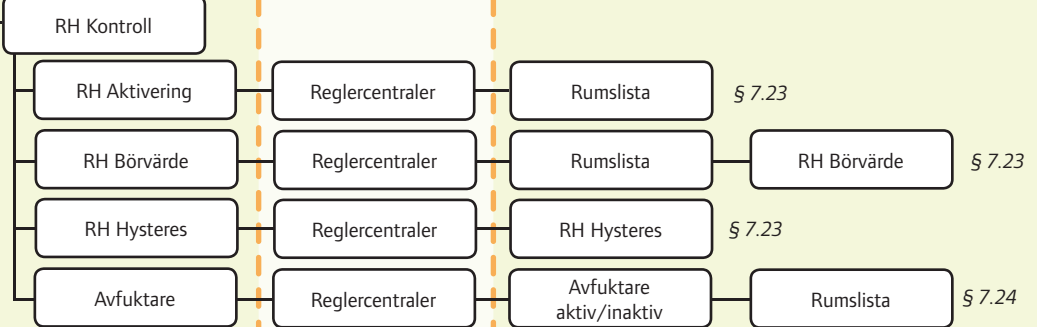 RH Kontroll
RH Aktivering Reglercentraler Rumslista § 7.23
RH Börvärde Reglercentraler Rumslista RH Börvärde § 7.23
RH Hysteres Reglercentraler RH Hysteres § 7.23
Avfuktare Reglercentraler Avfuktare
aktiv/inaktiv Rumslista § 7.24